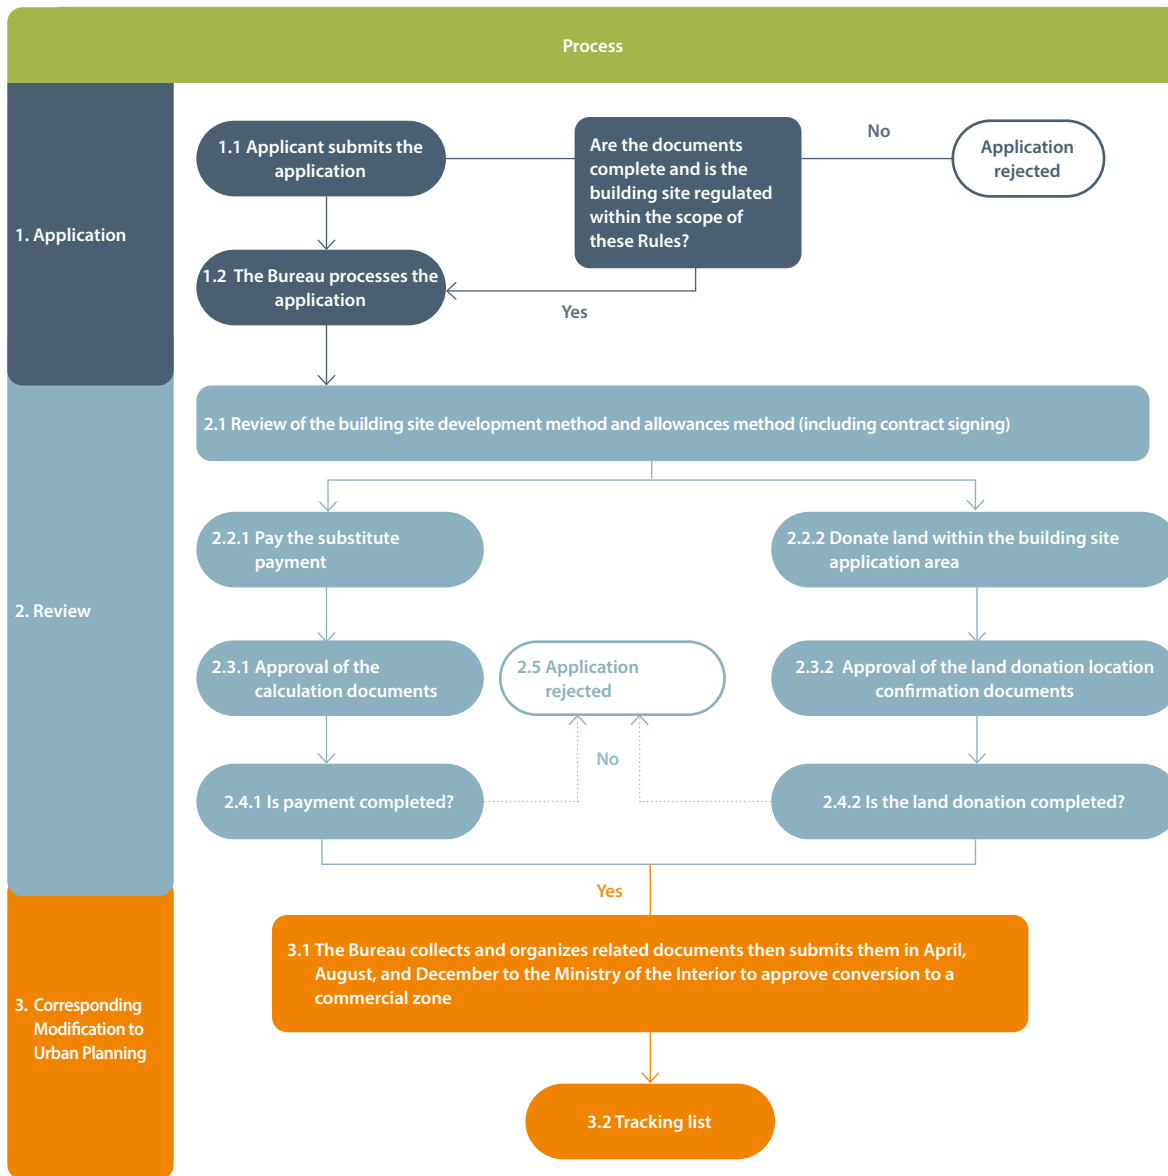 Process
1. Application
1.1 Applicant submits the
application
Are the documents
complete and is the
building site regulated
within the scope of
these Rules?
No
Application
rejected
1.2 The Bureau processes the
application
Yes
2. Review
2.1 Review of the building site development method and allowances method (including contract signing)
2.2.1 Pay the substitute
payment
2.2.2 Donate land within the building site
application area
2.3.1 Approval of the
calculation documents
2.5 Application
rejected
2.3.2 Approval of the land donation location
confirmation documents
No
2.4.1 Is payment completed?
2.4.2 Is the land donation completed?
Yes
3. Corresponding
Modification to
Urban Planning
3.1 The Bureau collects and organizes related documents then submits them in April,
August, and December to the Ministry of the Interior to approve conversion to a
commercial zone
3.2 Tracking list